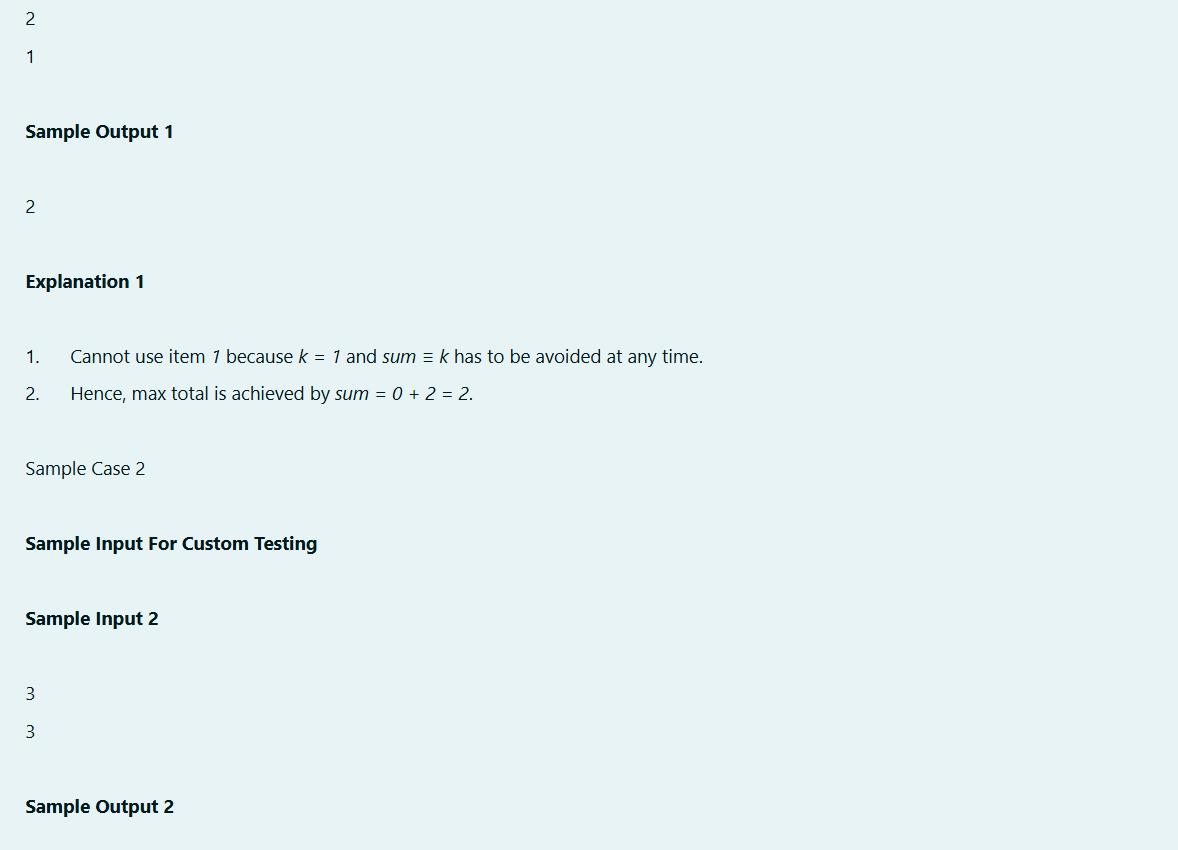 2
1
Sample Output 1
2
Explanation 1
1. Cannot use item 1 because k = 1 and sum ≡ k has to be avoided at any time.
2. Hence, max total is achieved by sum = 0 + 2 = 2.
Sample Case 2
Sample Input For Custom Testing
Sample Input 2
3
3
Sample Output 2